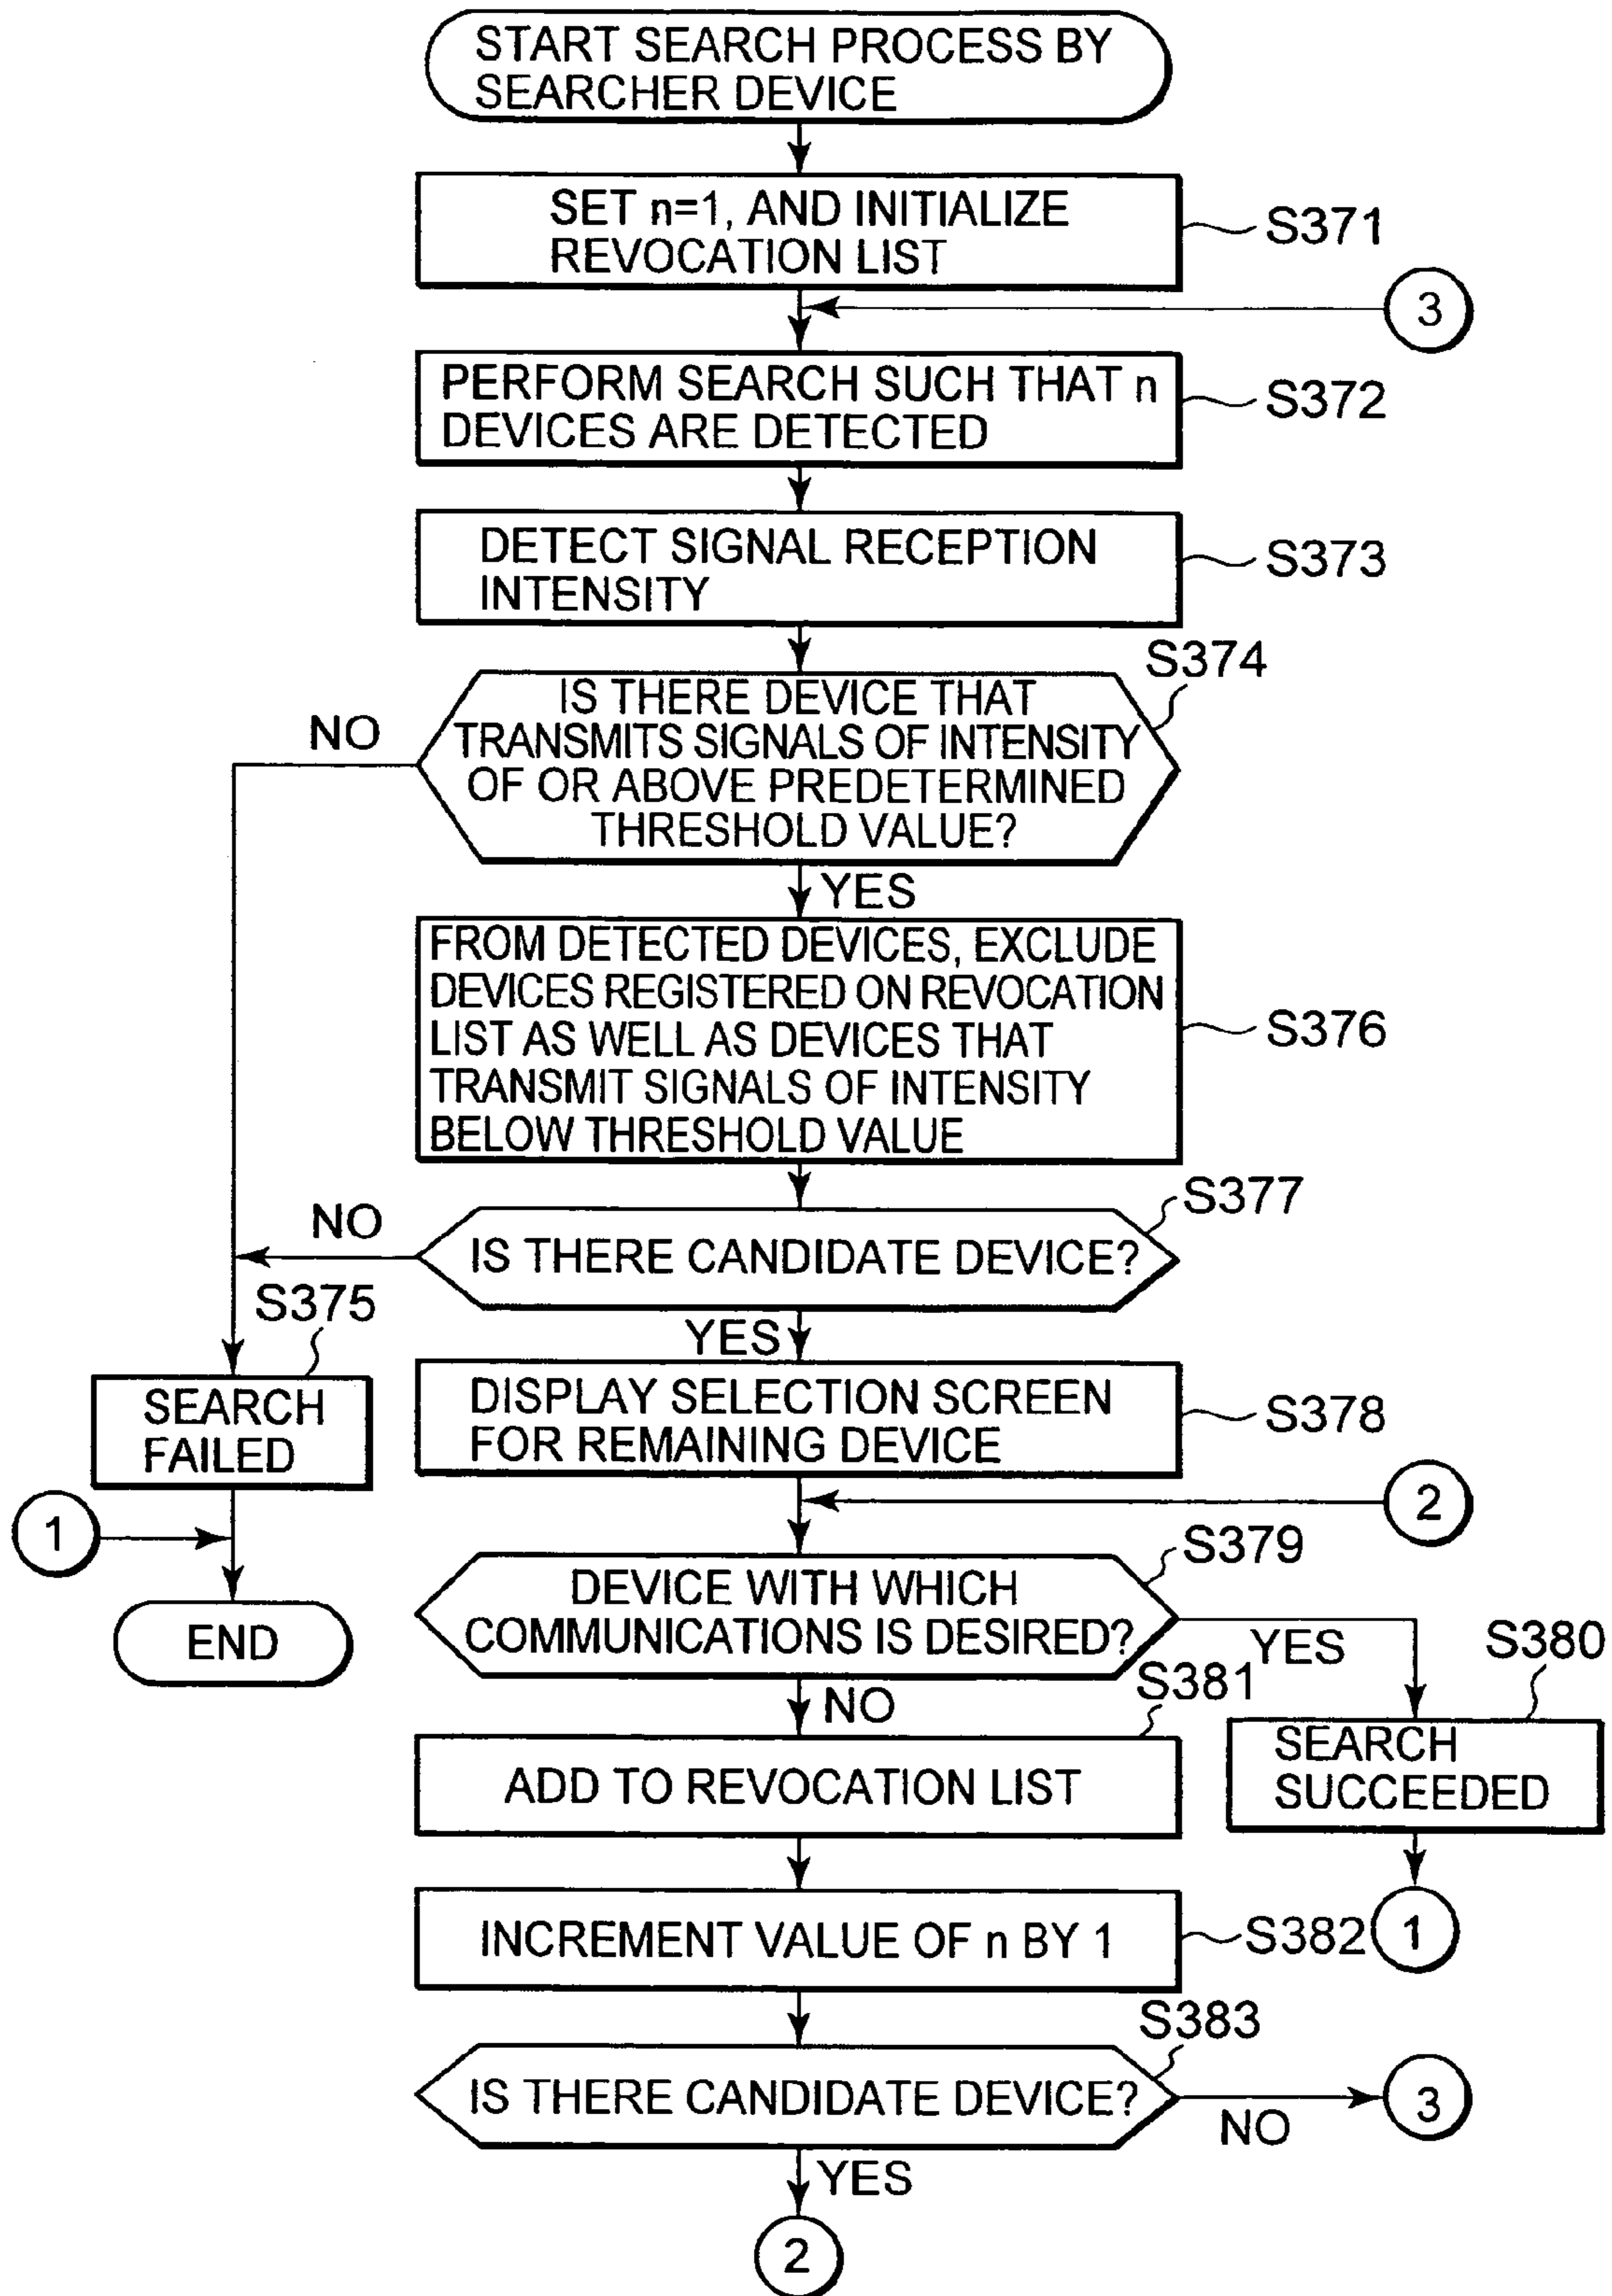 START SEARCH PROCESS BY
SEARCHER DEVICE
SET n=1, AND INITIALIZE
REVOCATION LIST
S371
3
PERFORM SEARCH SUCH THAT n
DEVICES ARE DETECTED
S372
DETECT SIGNAL RECEPTION
INTENSITY
S373
S374
IS THERE DEVICE THAT
TRANSMITS SIGNALS OF INTENSITY
OF OR ABOVE PREDETERMINED
THRESHOLD VALUE?
NO
YES
FROM DETECTED DEVICES, EXCLUDE
DEVICES REGISTERED ON REVOCATION
LIST AS WELL AS DEVICES THAT
TRANSMIT SIGNALS OF INTENSITY
BELOW THRESHOLD VALUE
S376
S377
NO
IS THERE CANDIDATE DEVICE?
S375
YES
SEARCH
FAILED
DISPLAY SELECTION SCREEN
FOR REMAINING DEVICE
S378
2
1
S379
DEVICE WITH WHICH
COMMUNICATIONS IS DESIRED?
END
YES
S380
S381
NO
SEARCH
SUCCEEDED
ADD TO REVOCATION LIST
INCREMENT VALUE OF n BY 1
S382
1
S383
IS THERE CANDIDATE DEVICE?
NO
3
YES
2